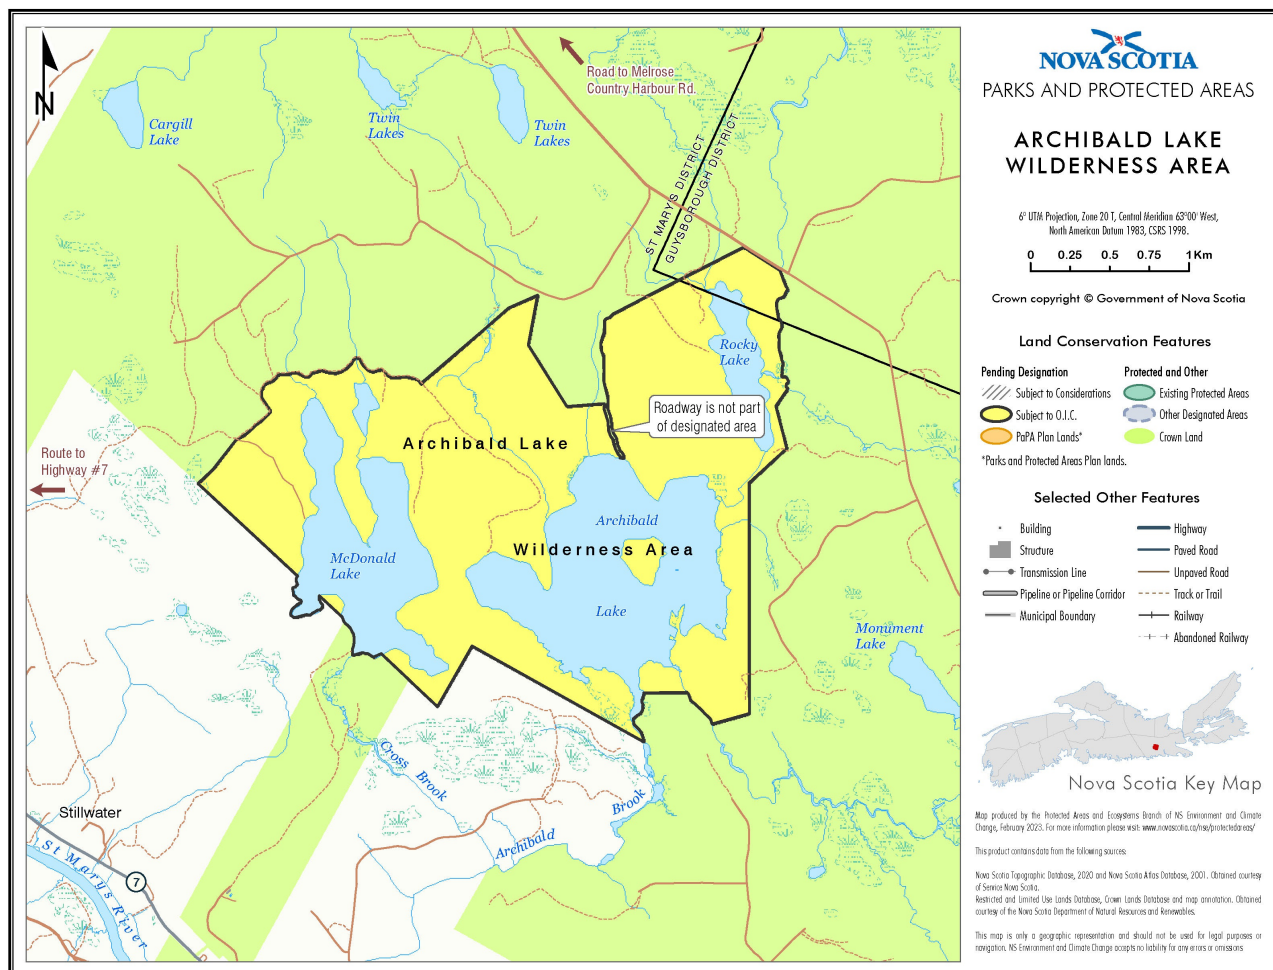 N
Cargill
Lake
Twin
Lakes
Twin
Lakes
Road to Melrose
Country Harbour Rd.
ST MARY'S DISTRICT
GUYSBOROUGH DISTRICT
Rocky
Lake
Roadway is not part
of designated area
Route to
Highway #7
Archibald Lake
Wilderness Area
Archibald
Lake
McDonald
Lake
Monument
Lake
Cross Brook
Archibald Brook
Stillwater
St Marys River
7
NOVA SCOTIA
PARKS AND PROTECTED AREAS
ARCHIBALD LAKE
WILDERNESS AREA
6° UTM Projection, Zone 20 T, Central Meridian 63°00' West,
North American Datum 1983, CSRS 1998.
0 0.25 0.5 0.75 1 Km
Crown copyright © Government of Nova Scotia
Land Conservation Features
Pending Designation
Subject to Considerations
Subject to O.I.C.
PaPA Plan Lands*
Protected and Other
Existing Protected Areas
Other Designated Areas
Crown Land
*Parks and Protected Areas Plan lands.
Selected Other Features
Building
Structure
Transmission Line
Pipeline or Pipeline Corridor
Municipal Boundary
Highway
Paved Road
Unpaved Road
Track or Trail
Railway
Abandoned Railway
Nova Scotia Key Map
Map produced by the Protected Areas and Ecosystems Branch of NS Environment and Climate
Change, February 2023. For more information please visit: www.novascotia.ca/nse/protectedareas/
This product contains data from the following sources:
Nova Scotia Topographic Database, 2020 and Nova Scotia Atlas Database, 2001. Obtained courtesy
of Service Nova Scotia.
Restricted and Limited Use Lands Database, Crown Lands Database and map annotation. Obtained
courtesy of the Nova Scotia Department of Natural Resources and Renewables.
This map is only a geographic representation and should not be used for legal purposes or
navigation. NS Environment and Climate Change accepts no liability for any errors or omissions